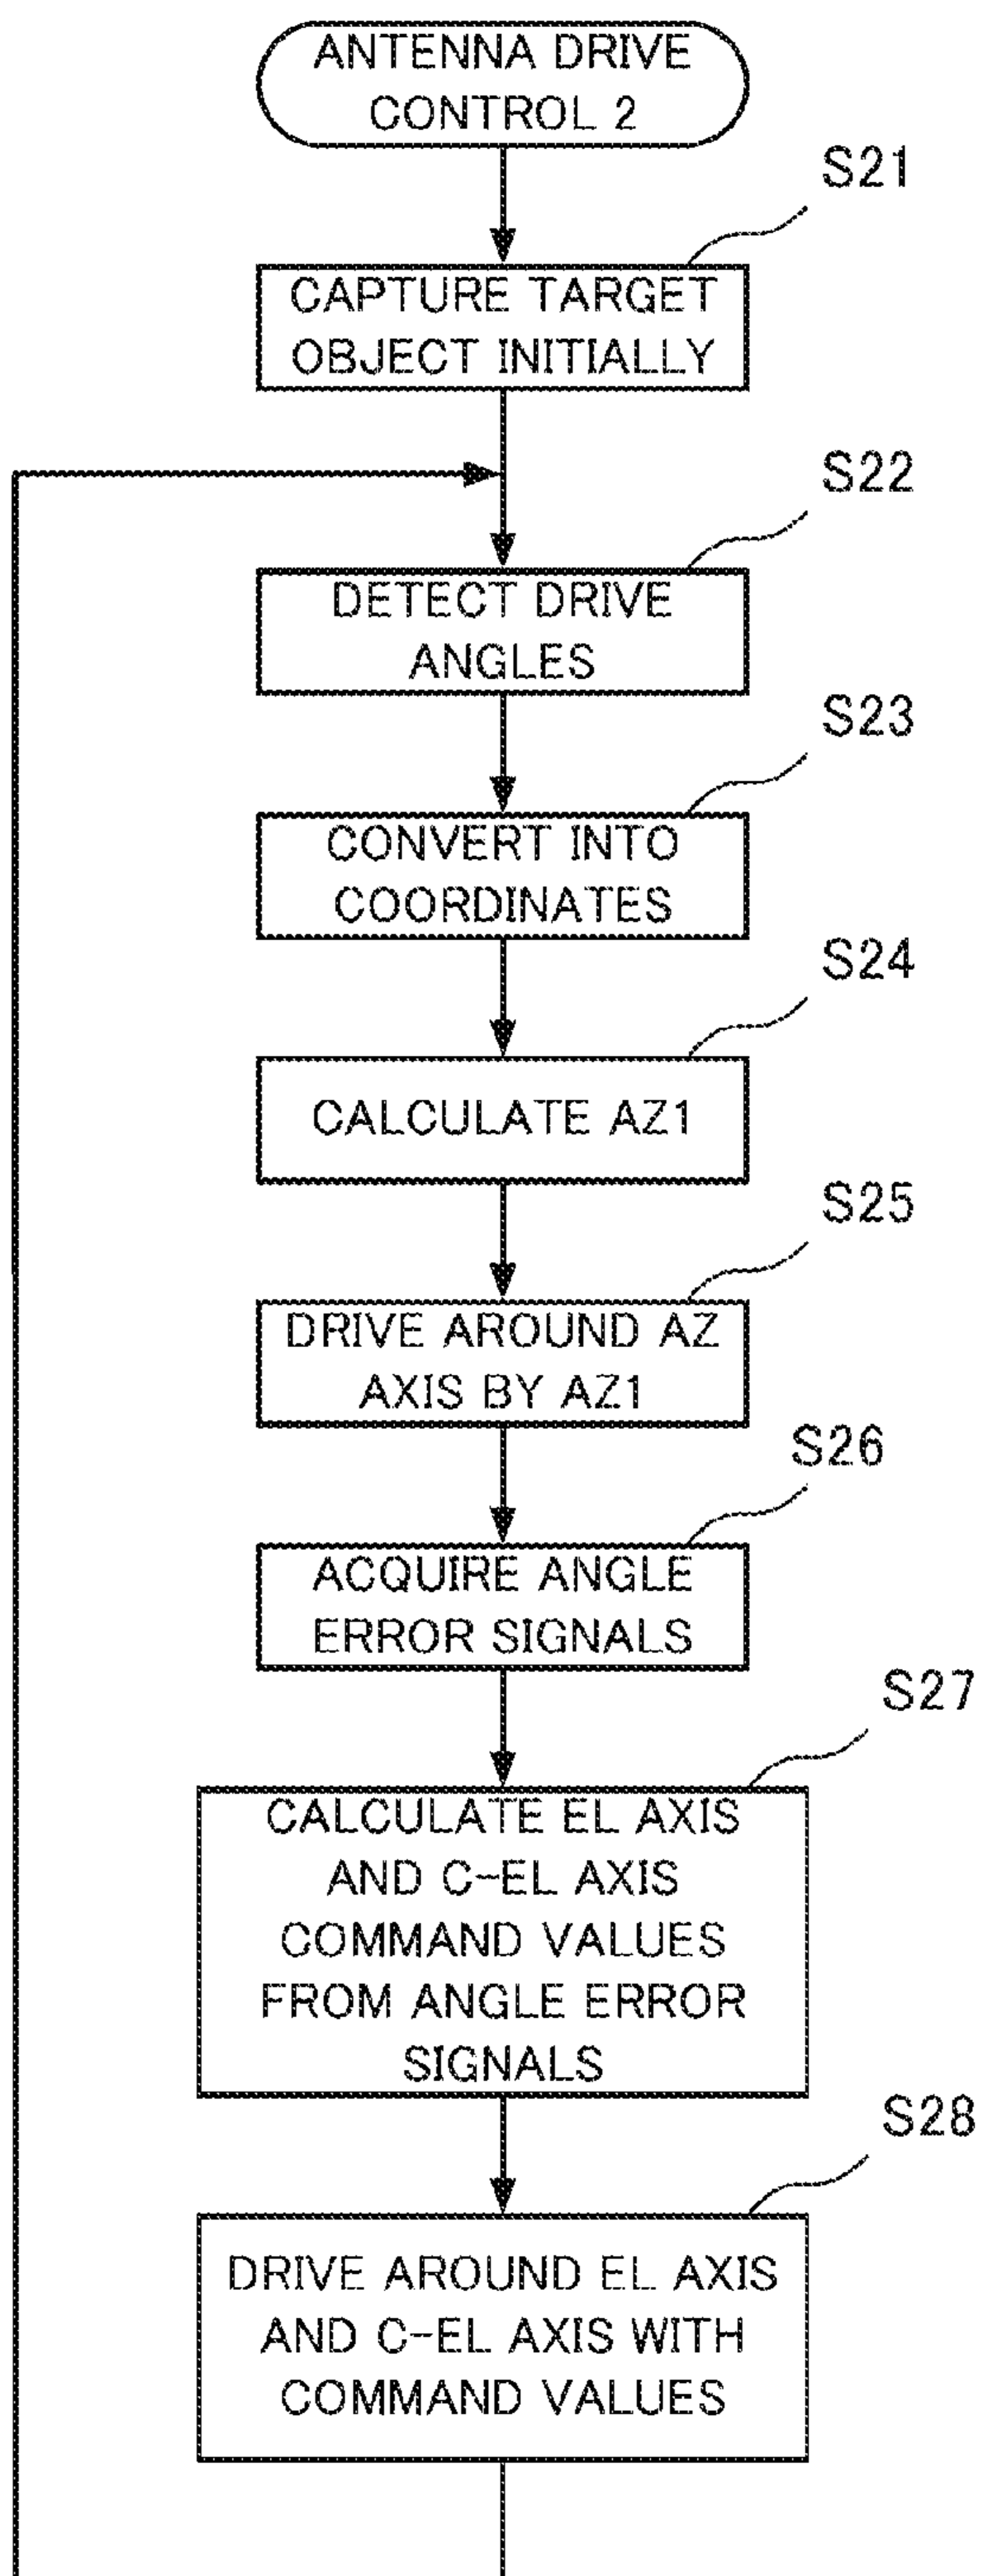 ANTENNA DRIVE
CONTROL 2
S21
CAPTURE TARGET
OBJECT INITIALLY
S22
DETECT DRIVE
ANGLES
S23
CONVERT INTO
COORDINATES
S24
CALCULATE AZ1
S25
DRIVE AROUND AZ
AXIS BY AZ1
S26
ACQUIRE ANGLE
ERROR SIGNALS
S27
CALCULATE EL AXIS
AND C-EL AXIS
COMMAND VALUES
FROM ANGLE ERROR
SIGNALS
S28
DRIVE AROUND EL AXIS
AND C-EL AXIS WITH
COMMAND VALUES